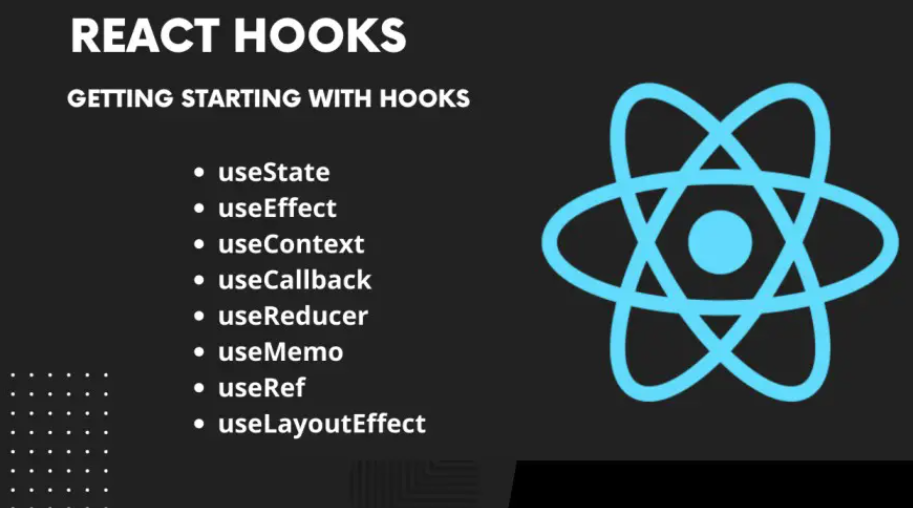 REACT HOOKS
GETTING STARTING WITH HOOKS
• useState
• useEffect
• useContext
• useCallback
• useReducer
• useMemo
• useRef
• useLayoutEffect